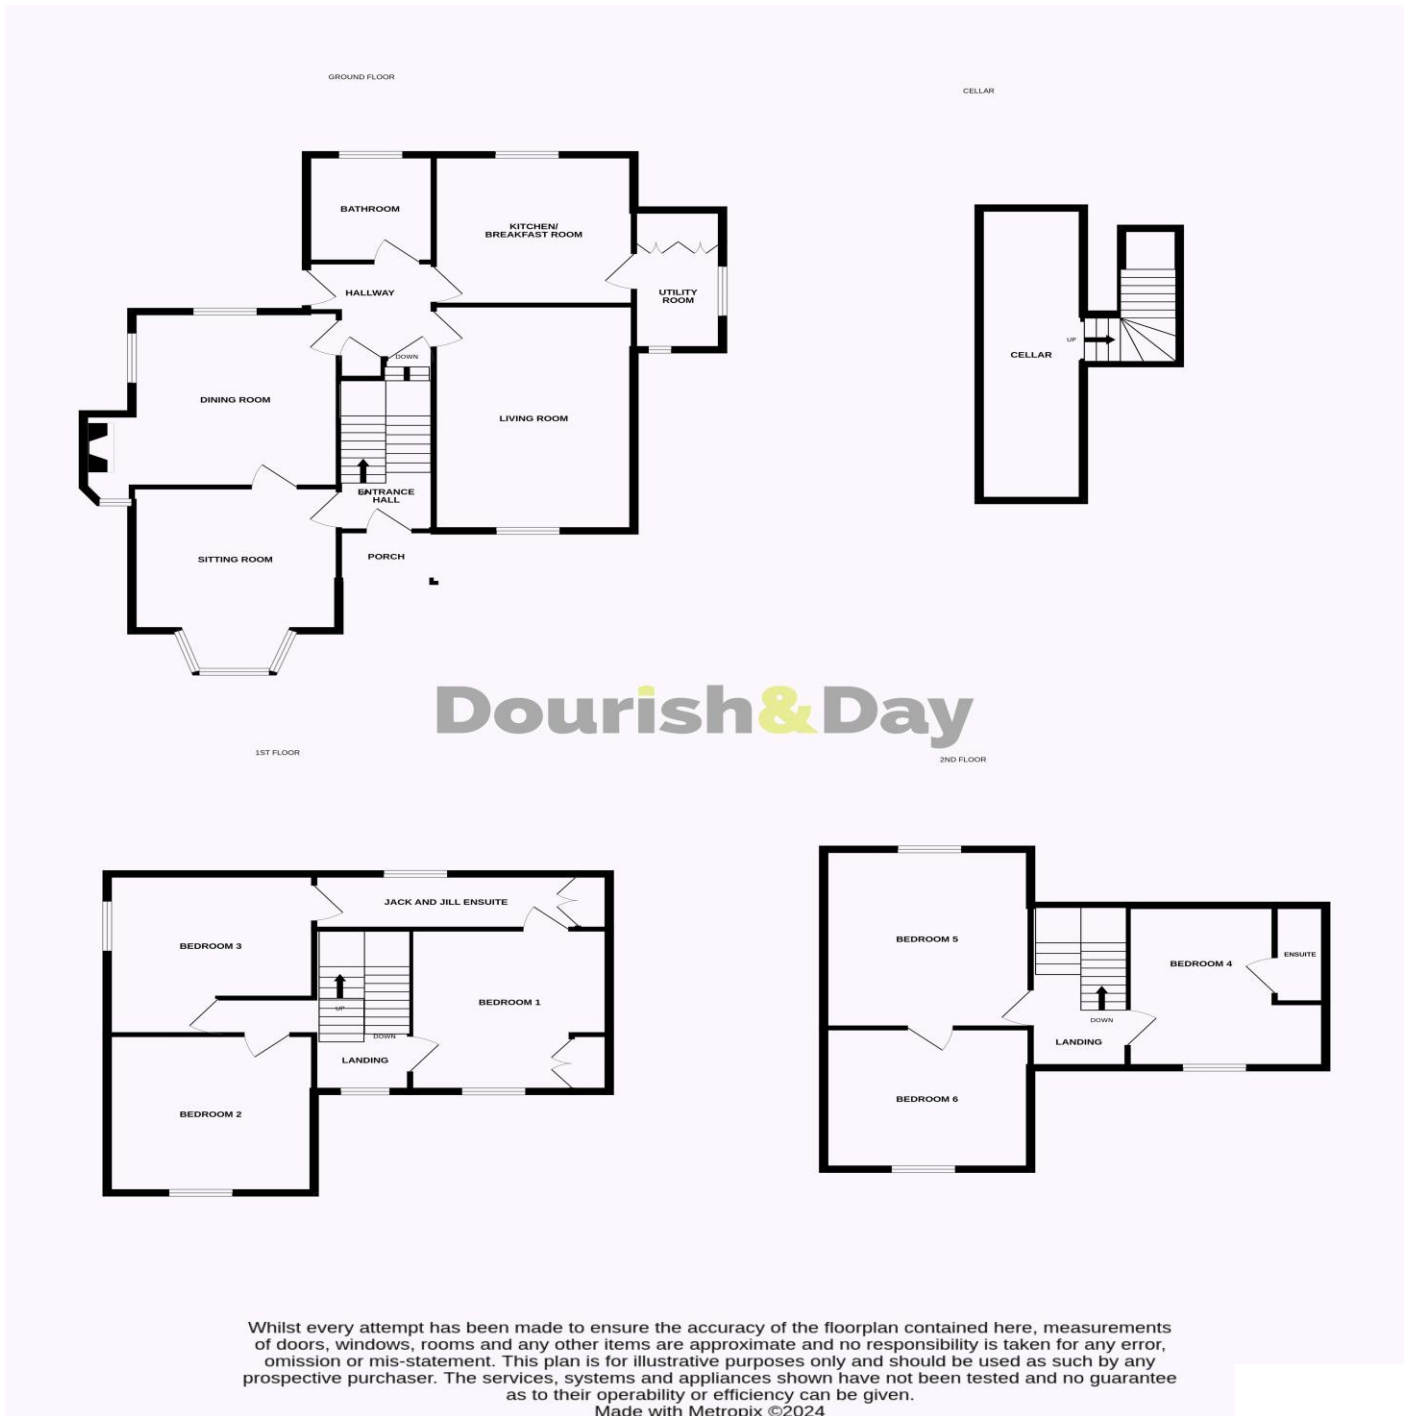 GROUND FLOOR
CELLAR
BATHROOM
KITCHEN/
BREAKFAST ROOM
HALLWAY
UTILITY
ROOM
DOWN
DINING ROOM
LIVING ROOM
UP
ENTRANCE
HALL
PORCH
SITTING ROOM
UP
CELLAR
Dourish&Day
1ST FLOOR
2ND FLOOR
JACK AND JILL ENSUITE
BEDROOM 3
BEDROOM 1
UP
DOWN
LANDING
BEDROOM 2
BEDROOM 5
BEDROOM 4
ENSUITE
DOWN
LANDING
BEDROOM 6
Whilst every attempt has been made to ensure the accuracy of the floorplan contained here, measurements
of doors, windows, rooms and any other items are approximate and no responsibility is taken for any error,
omission or mis-statement. This plan is for illustrative purposes only and should be used as such by any
prospective purchaser. The services, systems and appliances shown have not been tested and no guarantee
as to their operability or efficiency can be given.
Made with Metropix ©2024